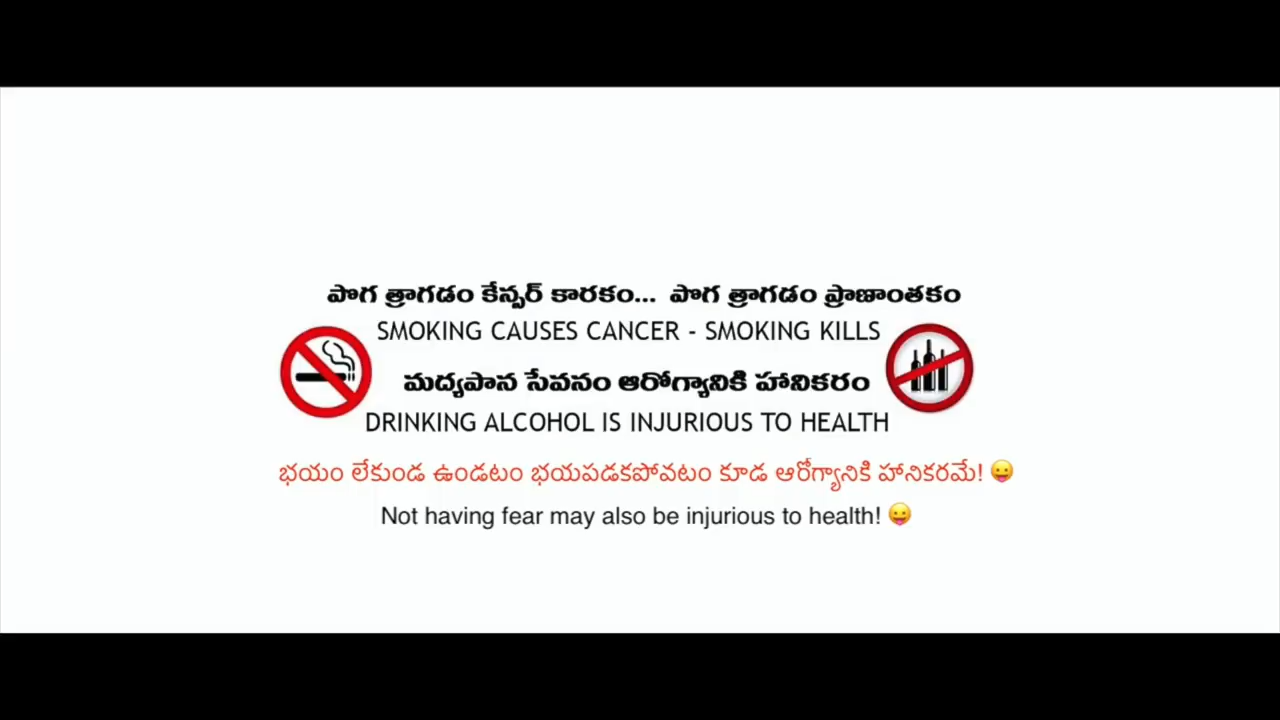 పొగ త్రాగడం కేన్సర్ కారకం... పొగ త్రాగడం ప్రాణాంతకం
SMOKING CAUSES CANCER - SMOKING KILLS
మద్యపాన సేవనం ఆరోగ్యానికి హానికరం
DRINKING ALCOHOL IS INJURIOUS TO HEALTH
భయం లేకుండ ఉండటం భయపడకపోవటం కూడ ఆరోగ్యానికి హానికరమే! 😛
Not having fear may also be injurious to health! 😛